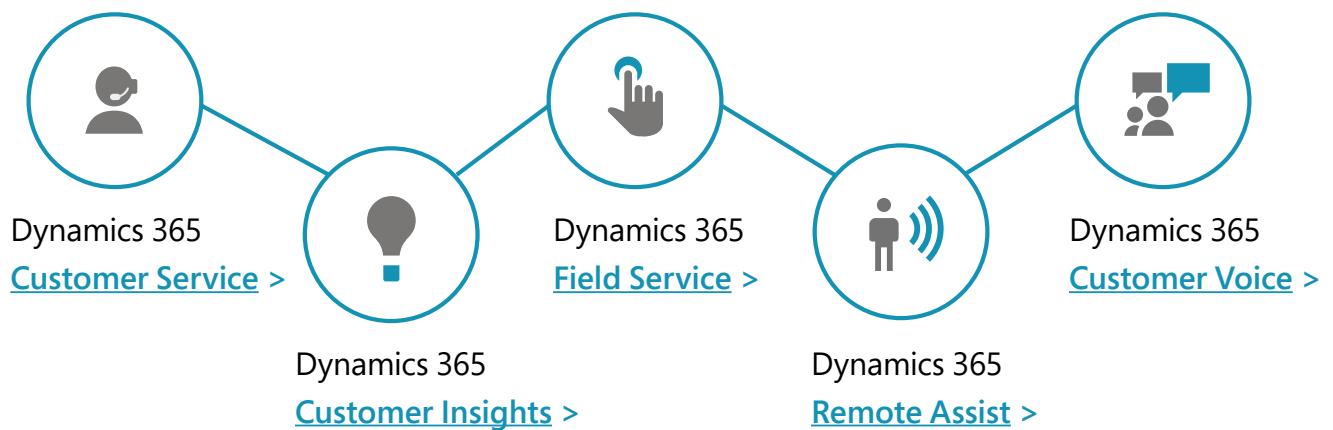 Dynamics 365
Customer Service >
Dynamics 365
Customer Insights >
Dynamics 365
Field Service >
Dynamics 365
Remote Assist >
Dynamics 365
Customer Voice >